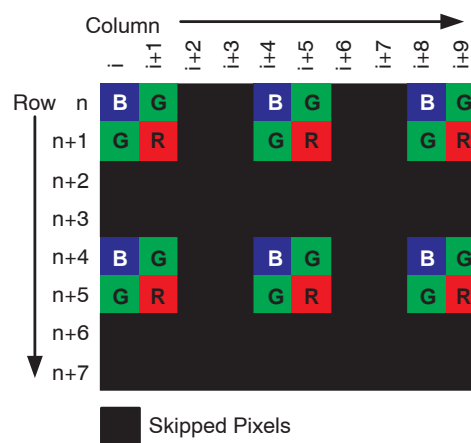 Column
i i+1 i+2 i+3 i+4 i+5 i+6 i+7 i+8 i+9
Row n B G B G B G
n+1 G R G R G R
n+2
n+3
n+4 B G B G B G
n+5 G R G R G R
n+6
n+7
Skipped Pixels